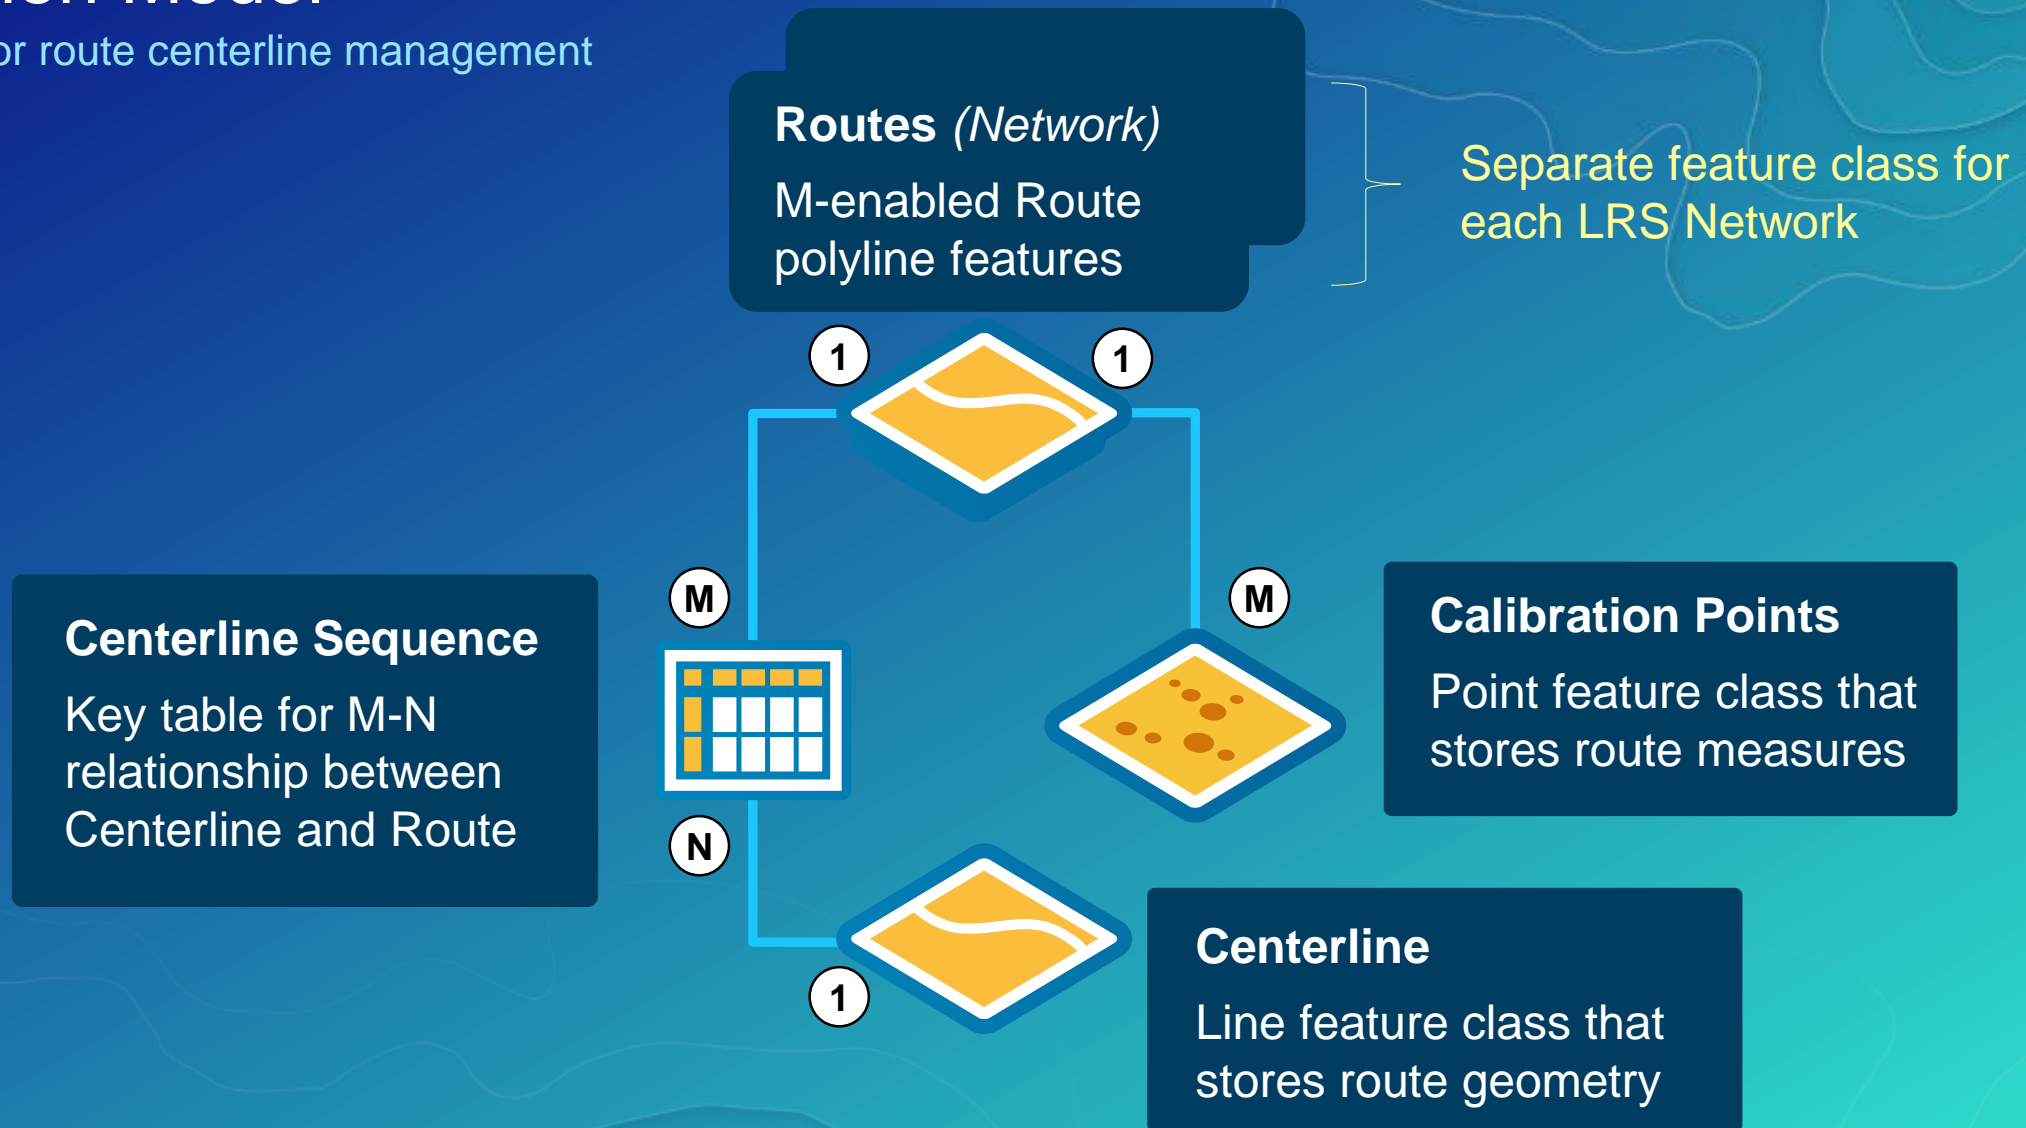 or route centerline management
Routes (Network)
M-enabled Route
polyline features
Separate feature class for
each LRS Network
1
1
M
M
Centerline Sequence
Key table for M-N
relationship between
Centerline and Route
Calibration Points
Point feature class that
stores route measures
N
1
Centerline
Line feature class that
stores route geometry